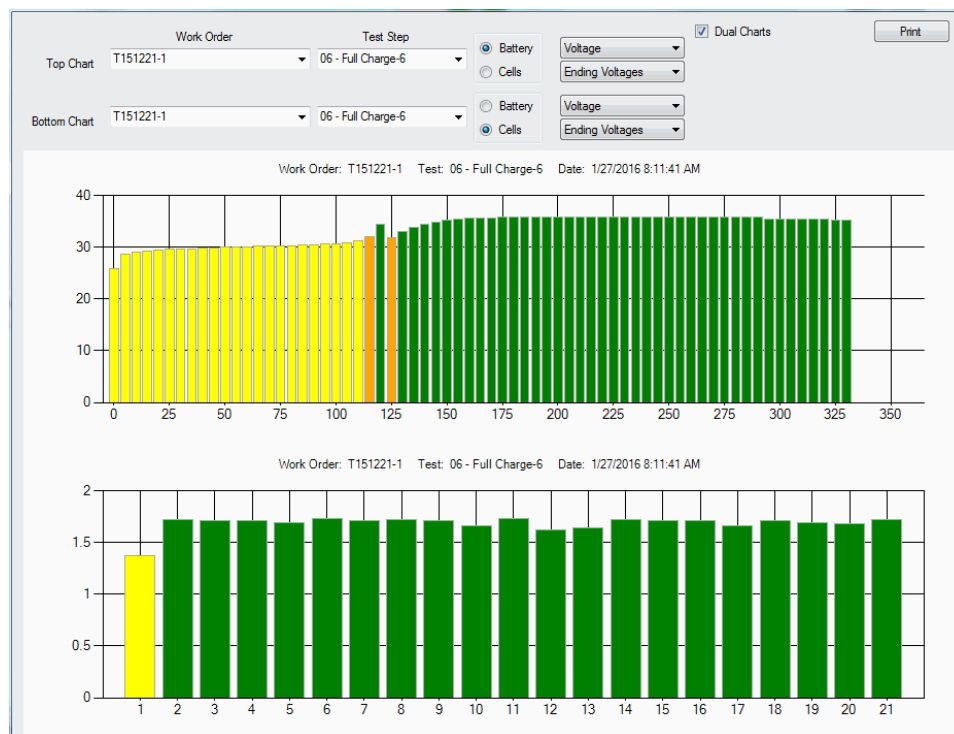 Work Order Test Step
Dual Charts Print
Top Chart T151221-1 06 - Full Charge-6 Battery Voltage
Cells Ending Voltages
Bottom Chart T151221-1 06 - Full Charge-6 Battery Voltage
Cells Ending Voltages
Work Order: T151221-1 Test: 06 - Full Charge-6 Date: 1/27/2016 8:11:41 AM
40
30
20
10
0
0 25 50 75 100 125 150 175 200 225 250 275 300 325 350
Work Order: T151221-1 Test: 06 - Full Charge-6 Date: 1/27/2016 8:11:41 AM
2
1.5
1
0.5
0
1 2 3 4 5 6 7 8 9 10 11 12 13 14 15 16 17 18 19 20 21